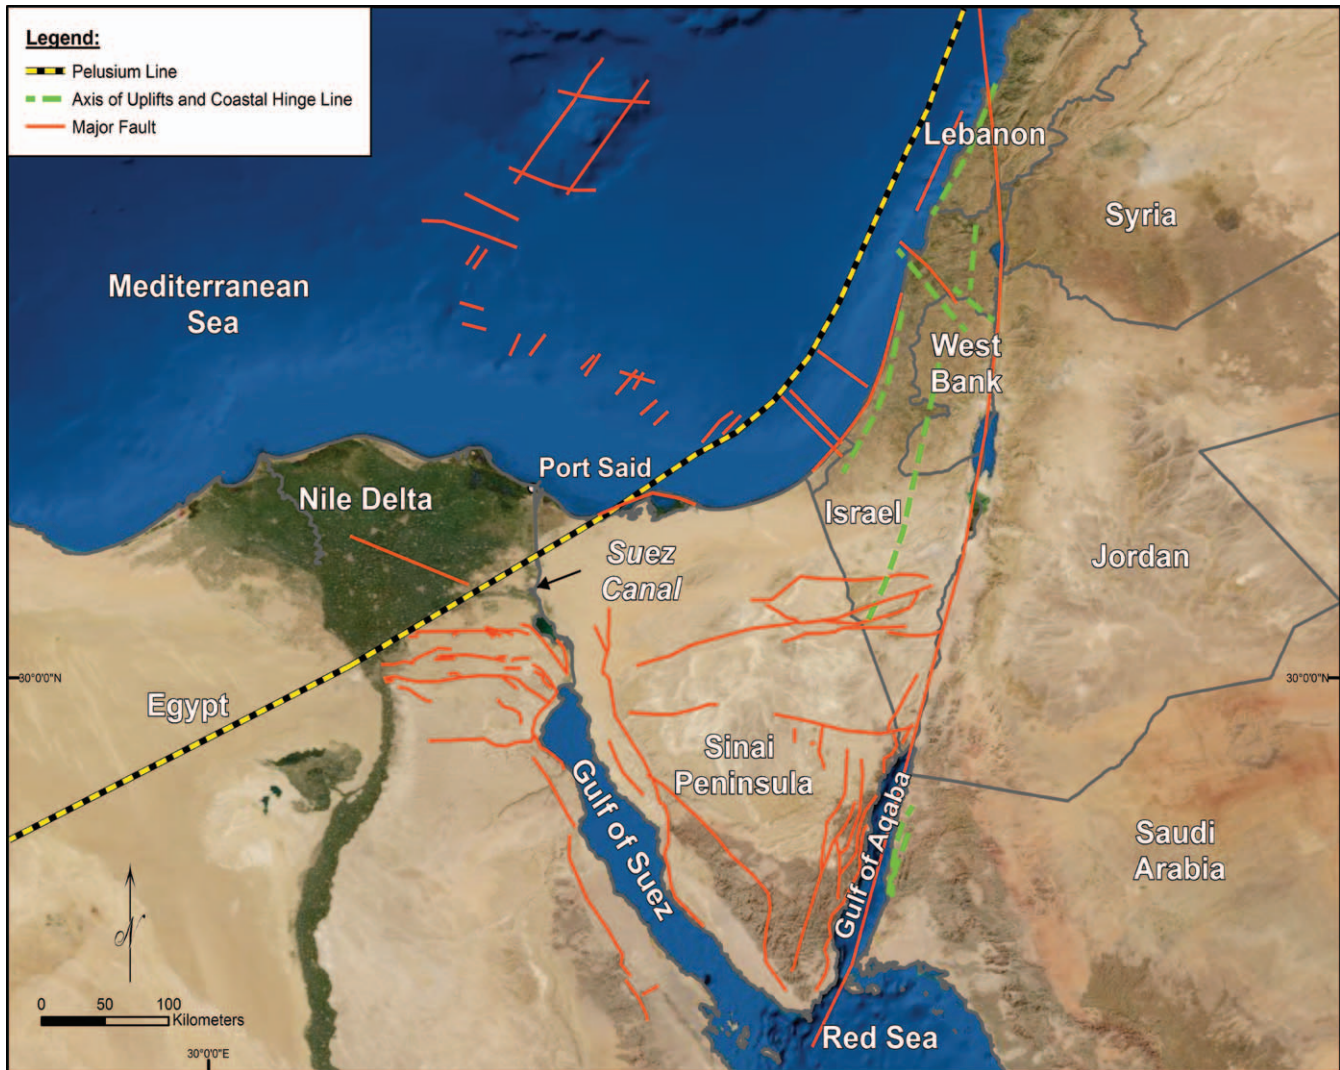 Legend:
Pelusium Line
Axis of Uplifts and Coastal Hinge Line
Major Fault
Lebanon
Syria
Mediterranean
Sea
West
Bank
Port Said
Nile Delta
Israel
Suez
Canal
Jordan
30°0'0"N
30°0'0"N
Egypt
Sinai
Peninsula
Gulf of Suez
Gulf of Aqaba
Saudi
Arabia
N
0 50 100
Kilometers
Red Sea
30°0'0"E